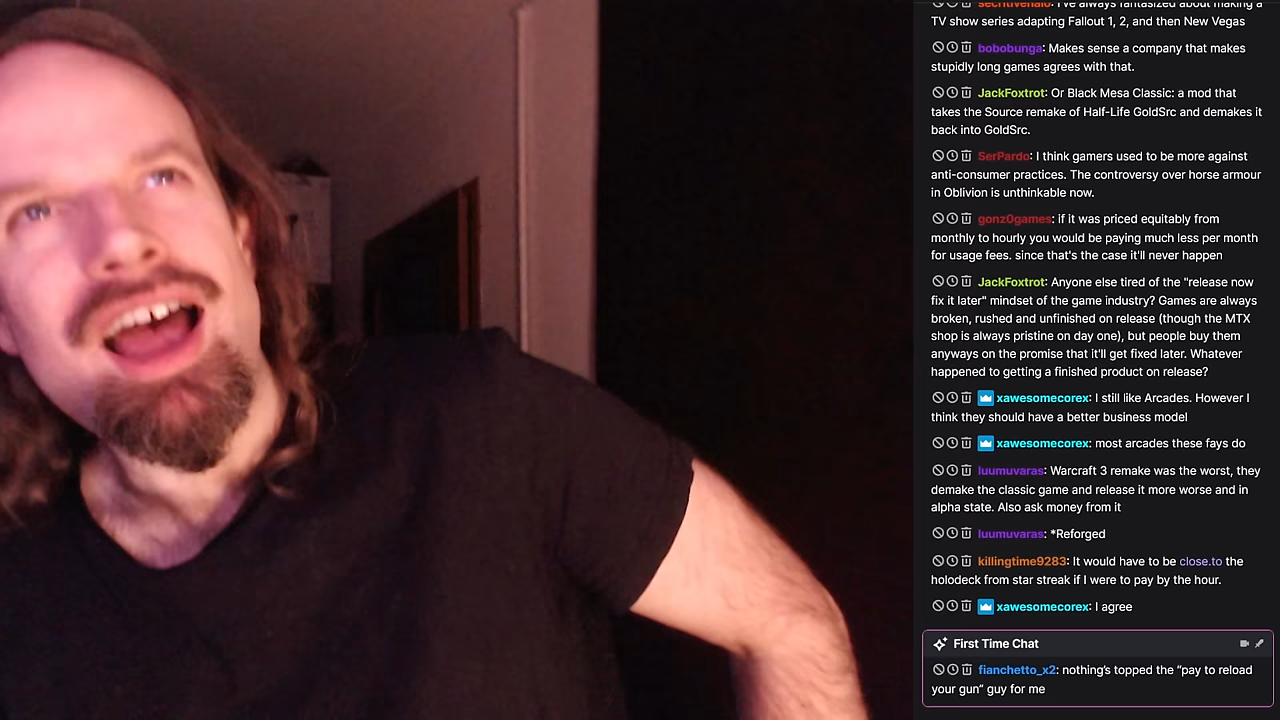 secritivehalo: I've always fantasized about making a
TV show series adapting Fallout 1, 2, and then New Vegas
bobobunga: Makes sense a company that makes
stupidly long games agrees with that.
JackFoxtrot: Or Black Mesa Classic: a mod that
takes the Source remake of Half-Life GoldSrc and demakes it
back into GoldSrc.
SerPardo: I think gamers used to be more against
anti-consumer practices. The controversy over horse armour
in Oblivion is unthinkable now.
gonz0games: if it was priced equitably from
monthly to hourly you would be paying much less per month
for usage fees. since that's the case it'll never happen
JackFoxtrot: Anyone else tired of the "release now
fix it later" mindset of the game industry? Games are always
broken, rushed and unfinished on release (though the MTX
shop is always pristine on day one), but people buy them
anyways on the promise that it'll get fixed later. Whatever
happened to getting a finished product on release?
xawesomecorex: I still like Arcades. However I
think they should have a better business model
xawesomecorex: most arcades these fays do
luumuvaras: Warcraft 3 remake was the worst, they
demake the classic game and release it more worse and in
alpha state. Also ask money from it
luumuvaras: *Reforged
killingtime9283: It would have to be close.to the
holodeck from star streak if I were to pay by the hour.
xawesomecorex: I agree
First Time Chat
fianchetto_x2: nothing's topped the “pay to reload
your gun” guy for me